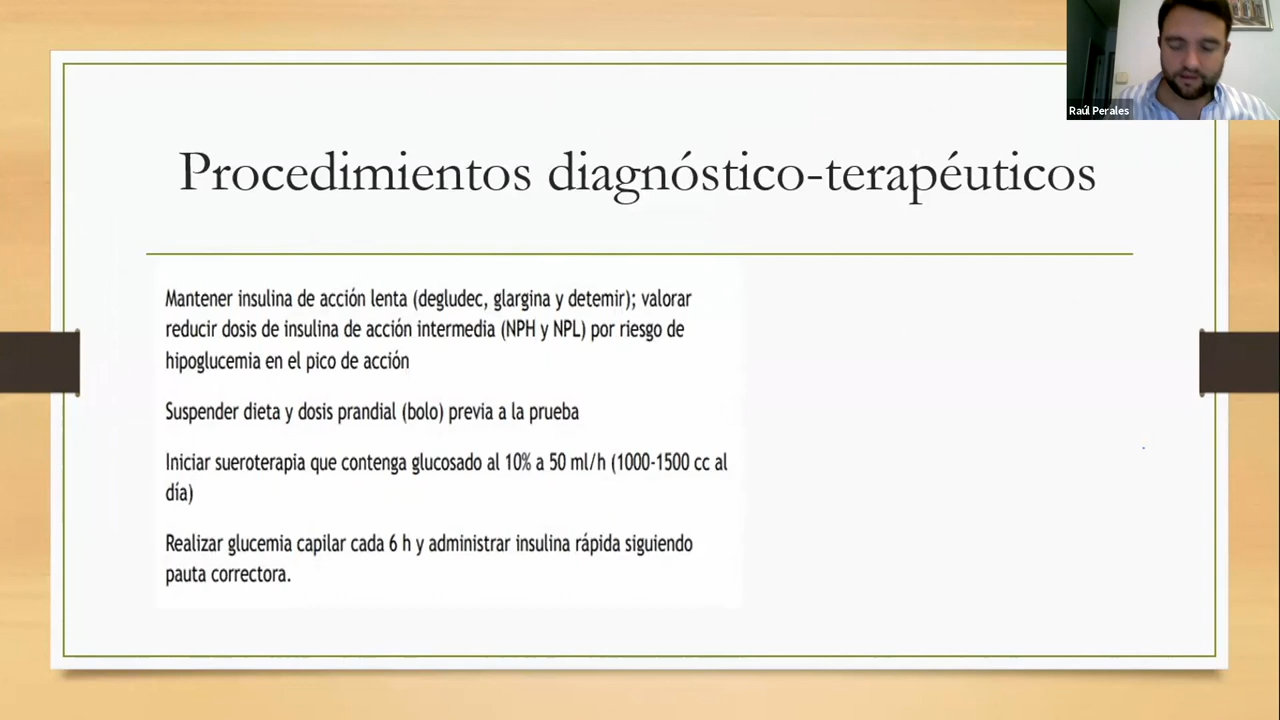 Raúl Perales
Procedimientos diagnóstico-terapéuticos
Mantener insulina de acción lenta (degludec, glargina y detemir); valorar
reducir dosis de insulina de acción intermedia (NPH y NPL) por riesgo de
hipoglucemia en el pico de acción
Suspender dieta y dosis prandial (bolo) previa a la prueba
Iniciar sueroterapia que contenga glucosado al 10% a 50 ml/h (1000-1500 cc al
día)
Realizar glucemia capilar cada 6 h y administrar insulina rápida siguiendo
pauta correctora.